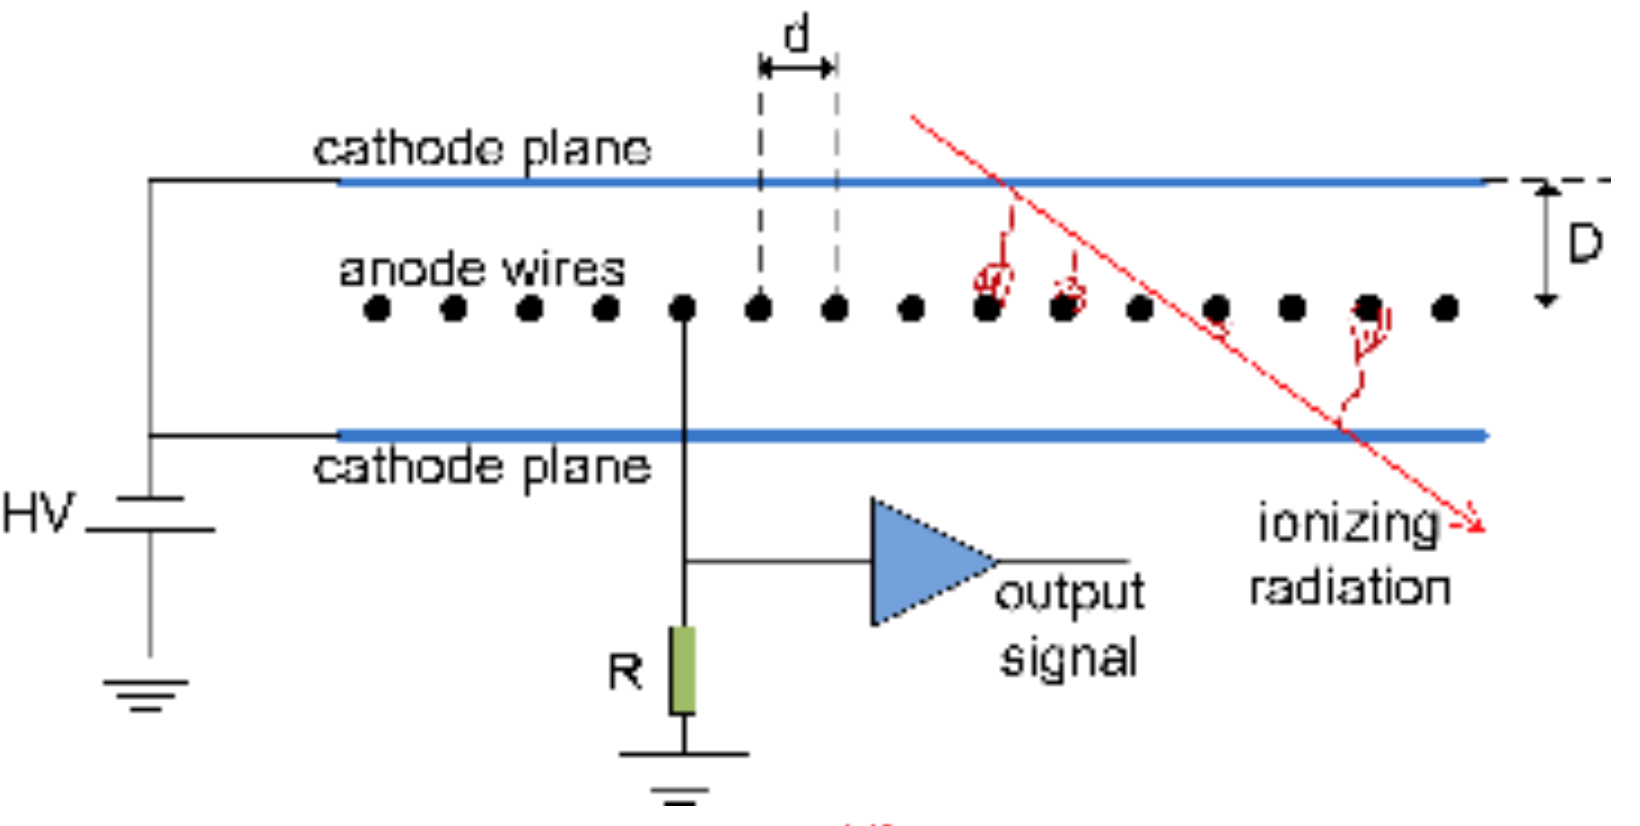 d
cathode plane
D
anode wires
cathode plane
HV
ionizing
radiation
output
signal
R